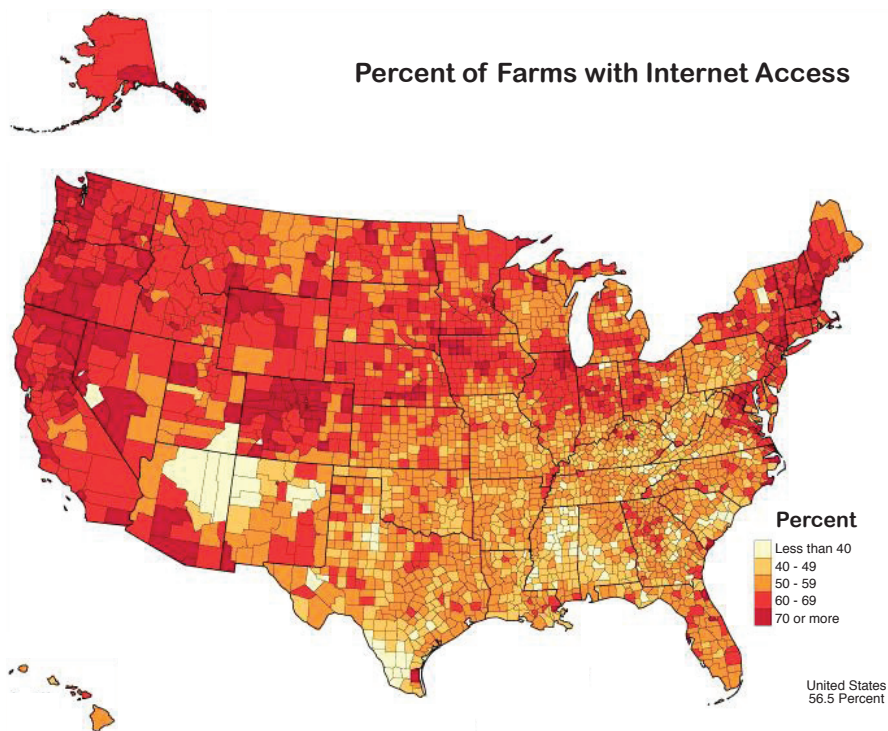 Percent of Farms with Internet Access
Percent
Less than 40
40 - 49
50 - 59
60 - 69
70 or more
United States
56.5 Percent